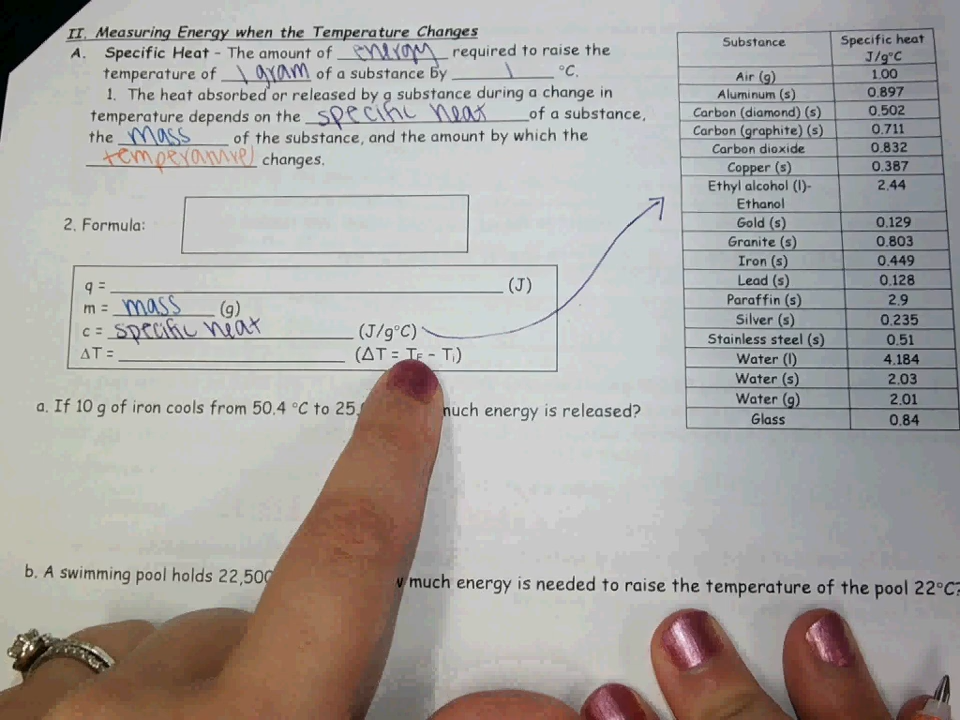 II. Measuring Energy when the Temperature Changes
A. Specific Heat - The amount of energy required to raise the
temperature of 1 gram of a substance by 1 °C.
1. The heat absorbed or released by a substance during a change in
temperature depends on the specific heat of a substance,
the mass of the substance, and the amount by which the
temperature changes.
2. Formula:
q = (J)
m = mass (g)
c = specific heat (J/g°C)
ΔT = (ΔT = TF - Ti)
a. If 10 g of iron cools from 50.4 °C to 25. much energy is released?
b. A swimming pool holds 22,500 much energy is needed to raise the temperature of the pool 22°C?
Substance Specific heat
J/g°C
Air (g) 1.00
Aluminum (s) 0.897
Carbon (diamond) (s) 0.502
Carbon (graphite) (s) 0.711
Carbon dioxide 0.832
Copper (s) 0.387
Ethyl alcohol (l)- 2.44
Ethanol
Gold (s) 0.129
Granite (s) 0.803
Iron (s) 0.449
Lead (s) 0.128
Paraffin (s) 2.9
Silver (s) 0.235
Stainless steel (s) 0.51
Water (l) 4.184
Water (s) 2.03
Water (g) 2.01
Glass 0.84